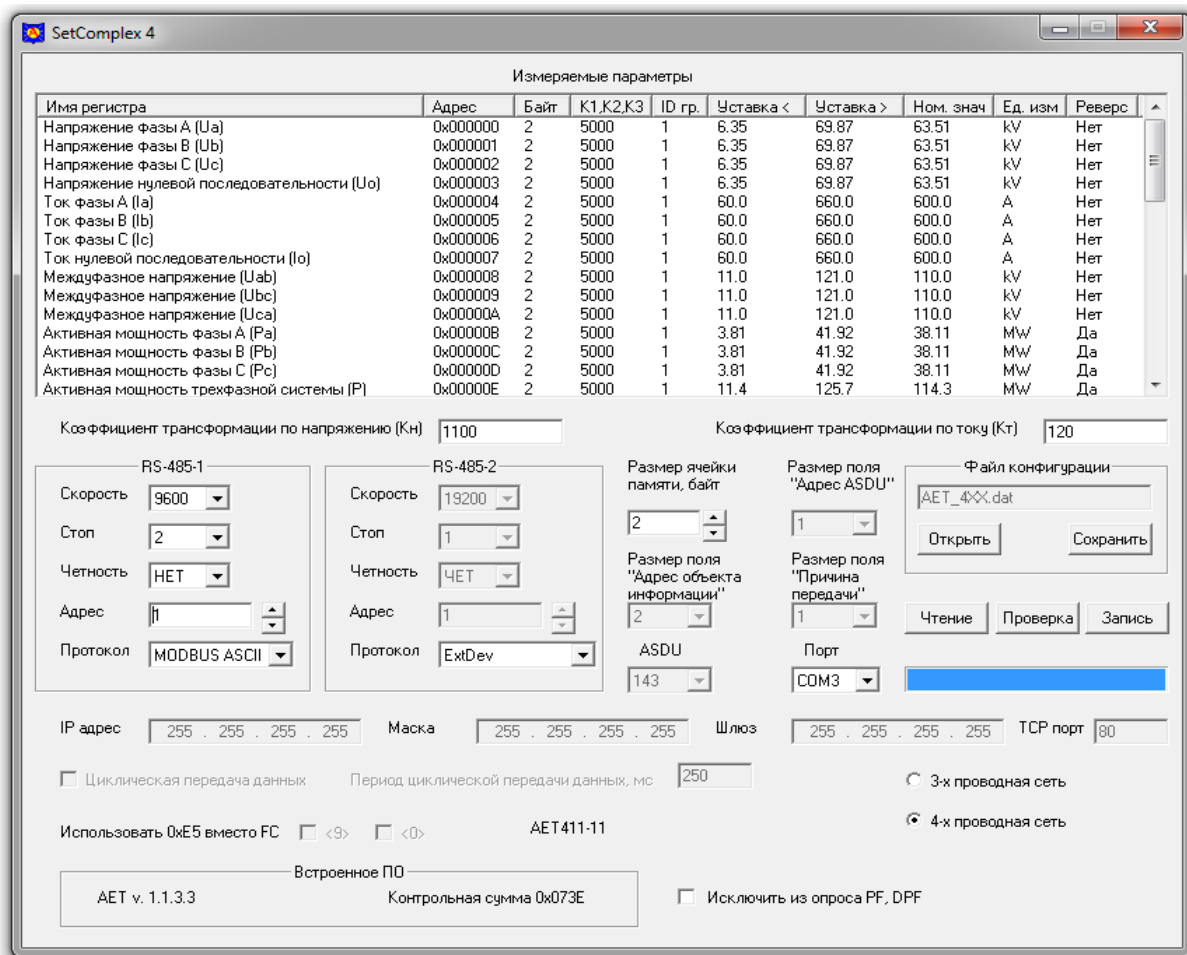 SetComplex 4
Измеряемые параметры
Имя регистра Адрес Байт K1,K2,K3 ID гр. Уставка < Уставка > Ном. знач Ед. изм Реверс
Напряжение фазы A (Ua) 0x000000 2 5000 1 6.35 69.87 63.51 kV Нет
Напряжение фазы B (Ub) 0x000001 2 5000 1 6.35 69.87 63.51 kV Нет
Напряжение фазы C (Uc) 0x000002 2 5000 1 6.35 69.87 63.51 kV Нет
Напряжение нулевой последовательности (Uo) 0x000003 2 5000 1 6.35 69.87 63.51 kV Нет
Ток фазы A (Ia) 0x000004 2 5000 1 60.0 660.0 600.0 A Нет
Ток фазы B (Ib) 0x000005 2 5000 1 60.0 660.0 600.0 A Нет
Ток фазы C (Ic) 0x000006 2 5000 1 60.0 660.0 600.0 A Нет
Ток нулевой последовательности (Io) 0x000007 2 5000 1 60.0 660.0 600.0 A Нет
Междуфазное напряжение (Uab) 0x000008 2 5000 1 11.0 121.0 110.0 kV Нет
Междуфазное напряжение (Ubc) 0x000009 2 5000 1 11.0 121.0 110.0 kV Нет
Междуфазное напряжение (Uca) 0x00000A 2 5000 1 11.0 121.0 110.0 kV Нет
Активная мощность фазы A (Pa) 0x00000B 2 5000 1 3.81 41.92 38.11 MW Да
Активная мощность фазы B (Pb) 0x00000C 2 5000 1 3.81 41.92 38.11 MW Да
Активная мощность фазы C (Pc) 0x00000D 2 5000 1 3.81 41.92 38.11 MW Да
Активная мощность трехфазной системы (P) 0x00000E 2 5000 1 11.4 125.7 114.3 MW Да
Коэффициент трансформации по напряжению (Кн) 1100 Коэффициент трансформации по току (Кт) 120
RS-485-1
Скорость 9600
Стоп 2
Четность НЕТ
Адрес 1
Протокол MODBUS ASCII
RS-485-2
Скорость 19200
Стоп 1
Четность ЧЕТ
Адрес 1
Протокол ExtDev
Размер ячейки
памяти, байт
2
Размер поля
"Адрес объекта
информации"
2
ASDU
143
Размер поля
"Адрес ASDU"
1
Размер поля
"Причина
передачи"
1
Порт
COM3
Файл конфигурации
AET_4XX.dat
Открыть Сохранить
Чтение Проверка Запись
IP адрес 255 . 255 . 255 . 255 Маска 255 . 255 . 255 . 255 Шлюз 255 . 255 . 255 . 255 TCP порт 80
Циклическая передача данных Период циклической передачи данных, мс 250 3-х проводная сеть
Использовать 0xE5 вместо FC <9> <0> AET411-11 4-х проводная сеть
Встроенное ПО
AET v. 1.1.3.3 Контрольная сумма 0x073E
Исключить из опроса PF, DPF